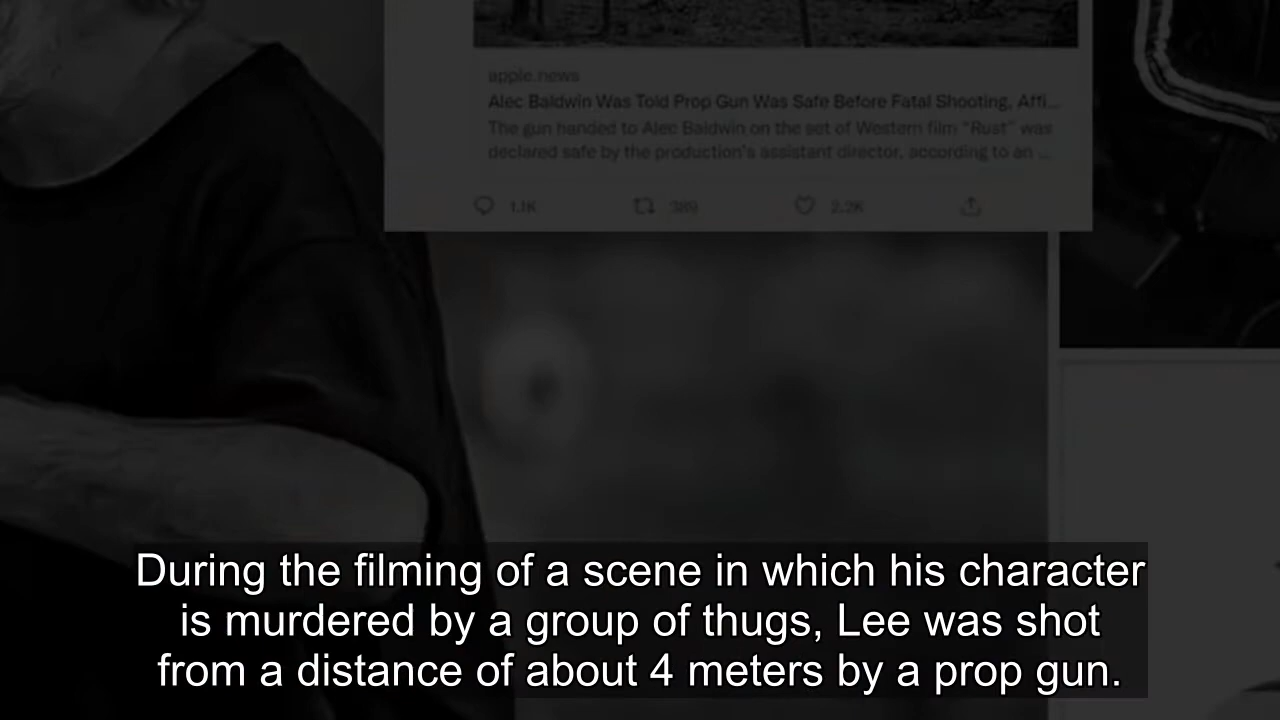 apple.news
Alec Baldwin Was Told Prop Gun Was Safe Before Fatal Shooting, Affi...
The gun handed to Alec Baldwin on the set of Western film "Rust" was
declared safe by the production's assistant director, according to an ...
1.1K 389 2.2K
During the filming of a scene in which his character
is murdered by a group of thugs, Lee was shot
from a distance of about 4 meters by a prop gun.